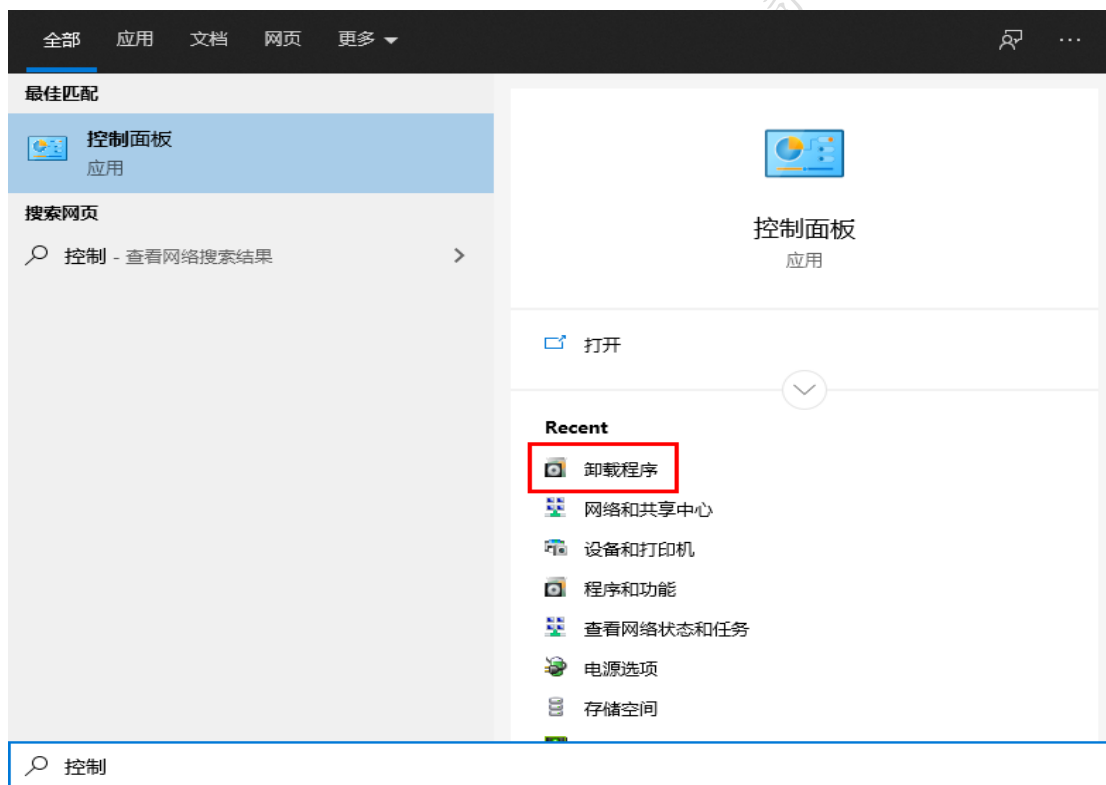 全部 应用 文档 网页 更多
最佳匹配
控制面板
应用
搜索网页
控制 - 查看网络搜索结果
控制面板
应用
打开
Recent
卸载程序
网络和共享中心
设备和打印机
程序和功能
查看网络状态和任务
电源选项
存储空间
控制